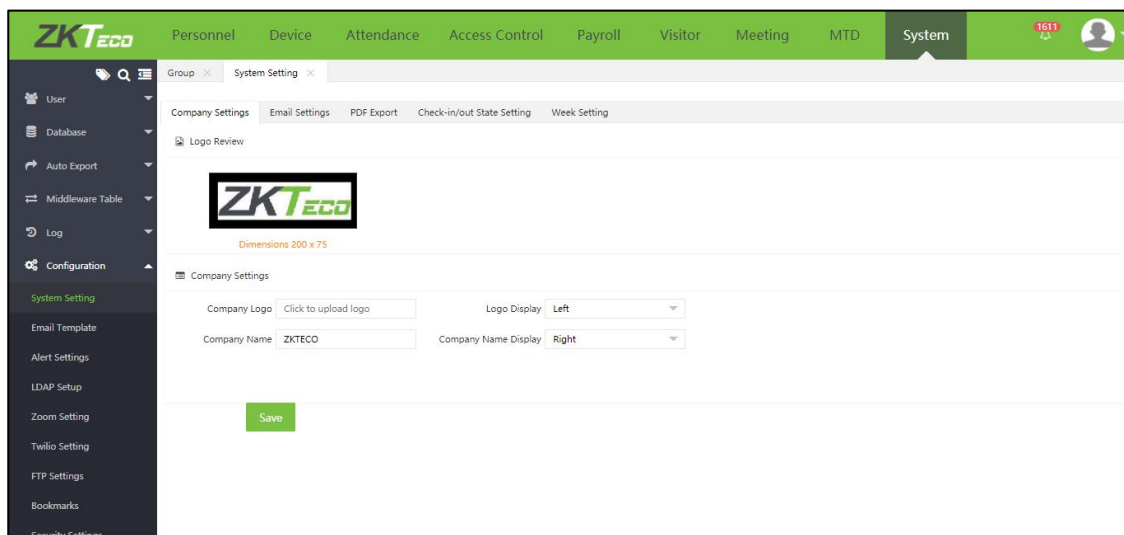 ZKTeco
Personnel Device Attendance Access Control Payroll Visitor Meeting MTD System 1611
Group System Setting
User
Database
Auto Export
Middleware Table
Log
Configuration
System Setting
Email Template
Alert Settings
LDAP Setup
Zoom Setting
Twilio Setting
FTP Settings
Bookmarks
Security Settings
Company Settings Email Settings PDF Export Check-in/out State Setting Week Setting
Logo Review
ZKTeco
Dimensions 200 x 75
Company Settings
Company Logo Click to upload logo Logo Display Left
Company Name ZKTECO Company Name Display Right
Save